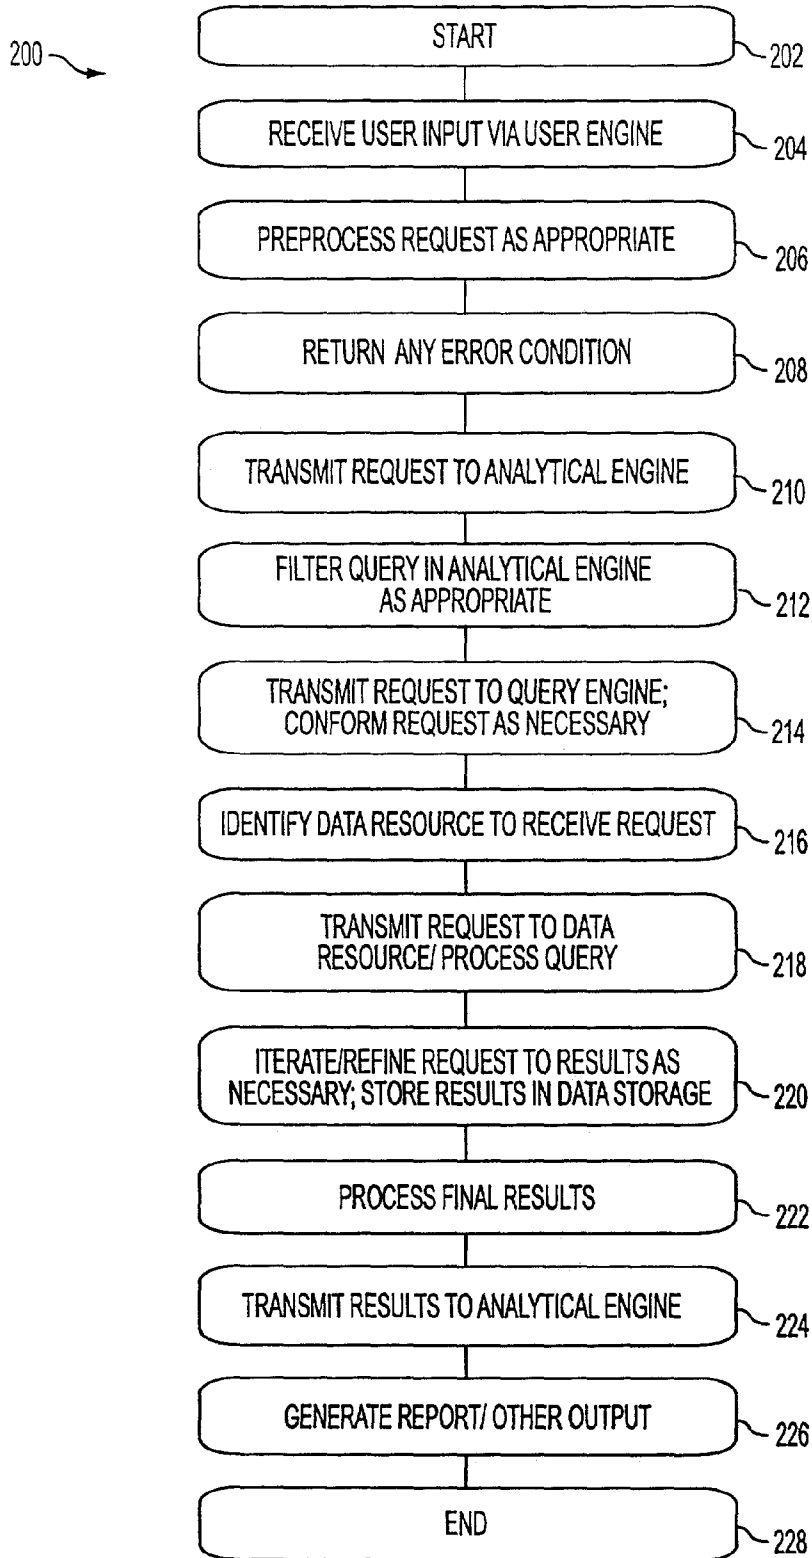 200
START
202
RECEIVE USER INPUT VIA USER ENGINE
204
PREPROCESS REQUEST AS APPROPRIATE
206
RETURN ANY ERROR CONDITION
208
TRANSMIT REQUEST TO ANALYTICAL ENGINE
210
FILTER QUERY IN ANALYTICAL ENGINE
AS APPROPRIATE
212
TRANSMIT REQUEST TO QUERY ENGINE;
CONFORM REQUEST AS NECESSARY
214
IDENTIFY DATA RESOURCE TO RECEIVE REQUEST
216
TRANSMIT REQUEST TO DATA
RESOURCE/ PROCESS QUERY
218
ITERATE/REFINE REQUEST TO RESULTS AS
NECESSARY; STORE RESULTS IN DATA STORAGE
220
PROCESS FINAL RESULTS
222
TRANSMIT RESULTS TO ANALYTICAL ENGINE
224
GENERATE REPORT/ OTHER OUTPUT
226
END
228